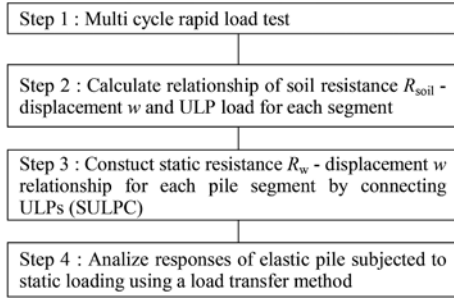 Step 1 : Multi cycle rapid load test
Step 2 : Calculate relationship of soil resistance Rsoil -
displacement w and ULP load for each segment
Step 3 : Constuct static resistance Rw - displacement w
relationship for each pile segment by connecting
ULPs (SULPC)
Step 4 : Analize responses of elastic pile subjected to
static loading using a load transfer method